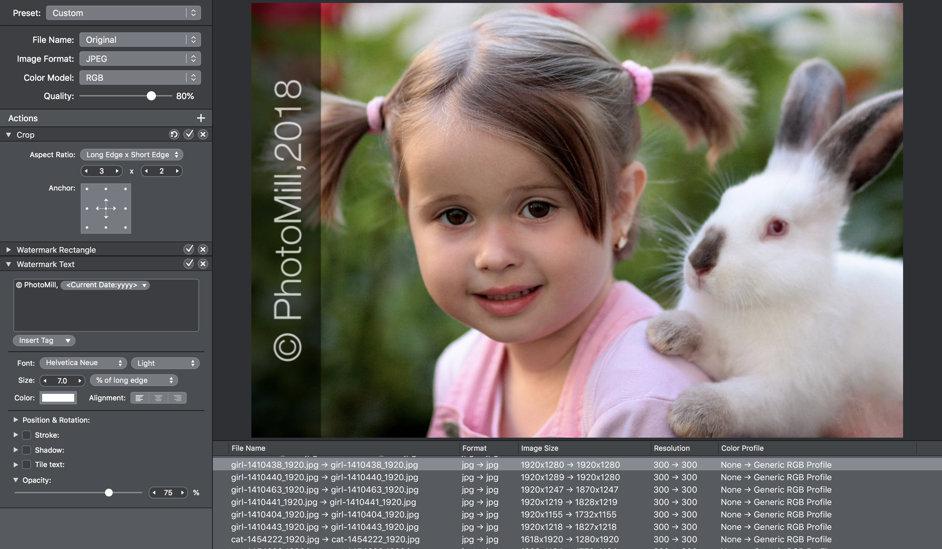 Preset: Custom
File Name: Original
Image Format: JPEG
Color Model: RGB
Quality: 80%
Actions
Crop
Aspect Ratio: Long Edge x Short Edge
3 x 2
Anchor:
Watermark Rectangle
Watermark Text
© PhotoMill, <Current Date:yyyy>
Insert Tag
Font: Helvetica Neue Light
Size: 7.0 % of long edge
Color: Alignment:
Position & Rotation:
Stroke:
Shadow:
Tile text:
Opacity:
75 %
© PhotoMill,2018
File Name Format Image Size Resolution Color Profile
girl-1410438_1920.jpg → girl-1410438_1920.jpg jpg → jpg 1920x1280 → 1920x1280 300 → 300 None → Generic RGB Profile
girl-1410440_1920.jpg → girl-1410440_1920.jpg jpg → jpg 1920x1289 → 1920x1280 300 → 300 None → Generic RGB Profile
girl-1410463_1920.jpg → girl-1410463_1920.jpg jpg → jpg 1920x1247 → 1870x1247 300 → 300 None → Generic RGB Profile
girl-1410441_1920.jpg → girl-1410441_1920.jpg jpg → jpg 1920x1219 → 1828x1219 300 → 300 None → Generic RGB Profile
girl-1410404_1920.jpg → girl-1410404_1920.jpg jpg → jpg 1920x1155 → 1732x1155 300 → 300 None → Generic RGB Profile
girl-1410443_1920.jpg → girl-1410443_1920.jpg jpg → jpg 1920x1218 → 1827x1218 300 → 300 None → Generic RGB Profile
cat-1454222_1920.jpg → cat-1454222_1920.jpg jpg → jpg 1618x1920 → 1280x1920 300 → 300 None → Generic RGB Profile